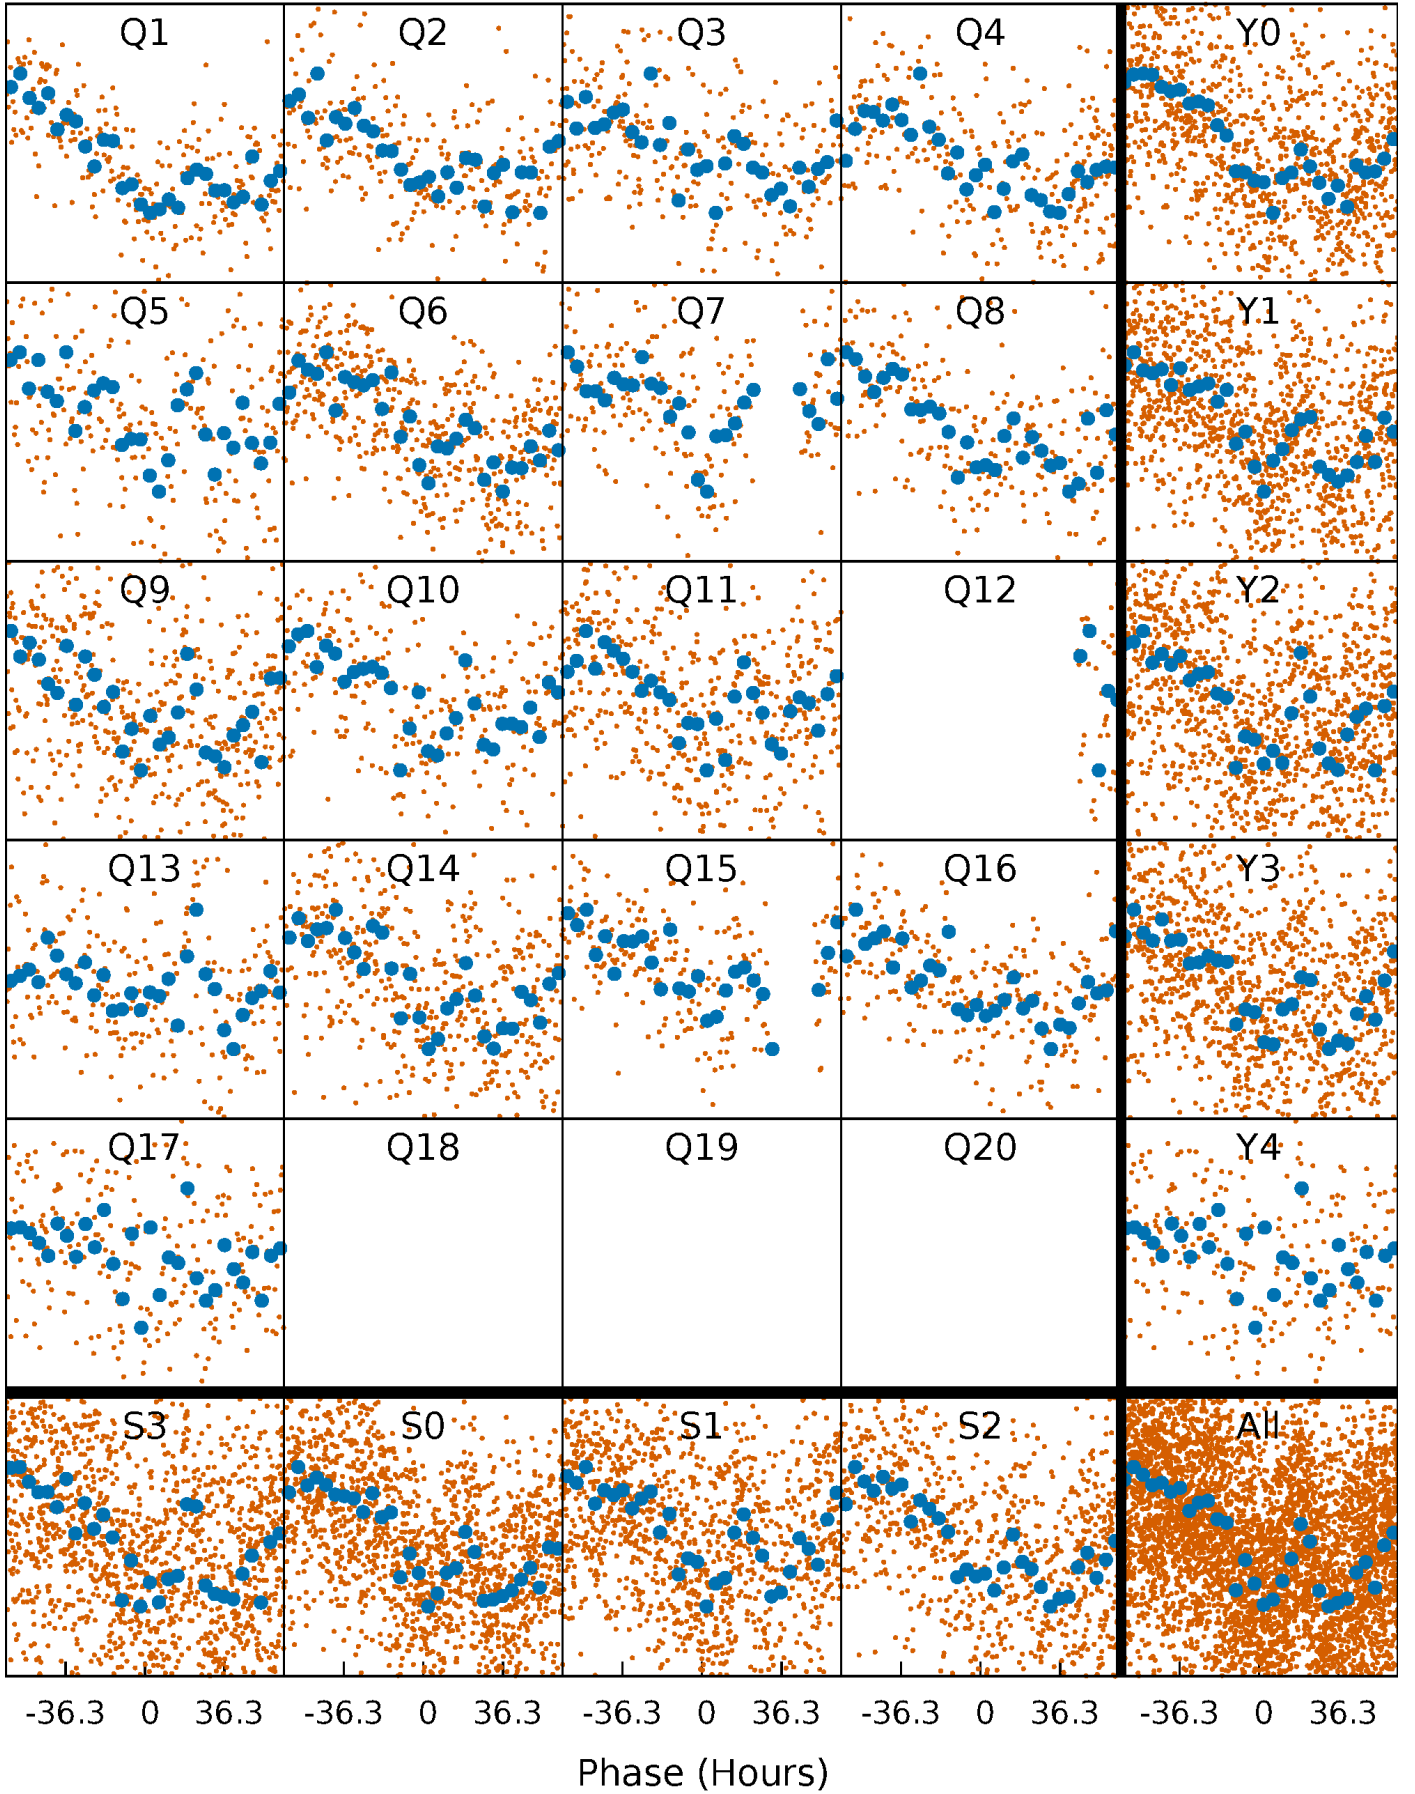 Q1 Q2 Q3 Q4 Y0
Q5 Q6 Q7 Q8 Y1
Q9 Q10 Q11 Q12 Y2
Q13 Q14 Q15 Q16 Y3
Q17 Q18 Q19 Q20 Y4
S3 S0 S1 S2 All
-36.3 0 36.3 -36.3 0 36.3 -36.3 0 36.3 -36.3 0 36.3 -36.3 0 36.3
Phase (Hours)